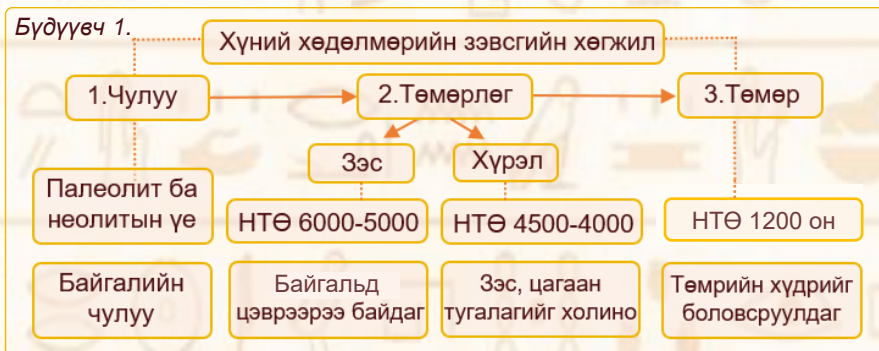 Бүдүүвч 1.
Хүний хөдөлмөрийн зэвсгийн хөгжил
1.Чулуу
2.Төмөрлөг
3.Төмөр
Зэс
Хүрэл
Палеолит ба
неолитын үе
НТӨ 6000-5000
НТӨ 4500-4000
НТӨ 1200 он
Байгалийн
чулуу
Байгальд
цэврээрээ байдаг
Зэс, цагаан
тугалагийг холино
Төмрийн хүдрийг
боловсруулдаг